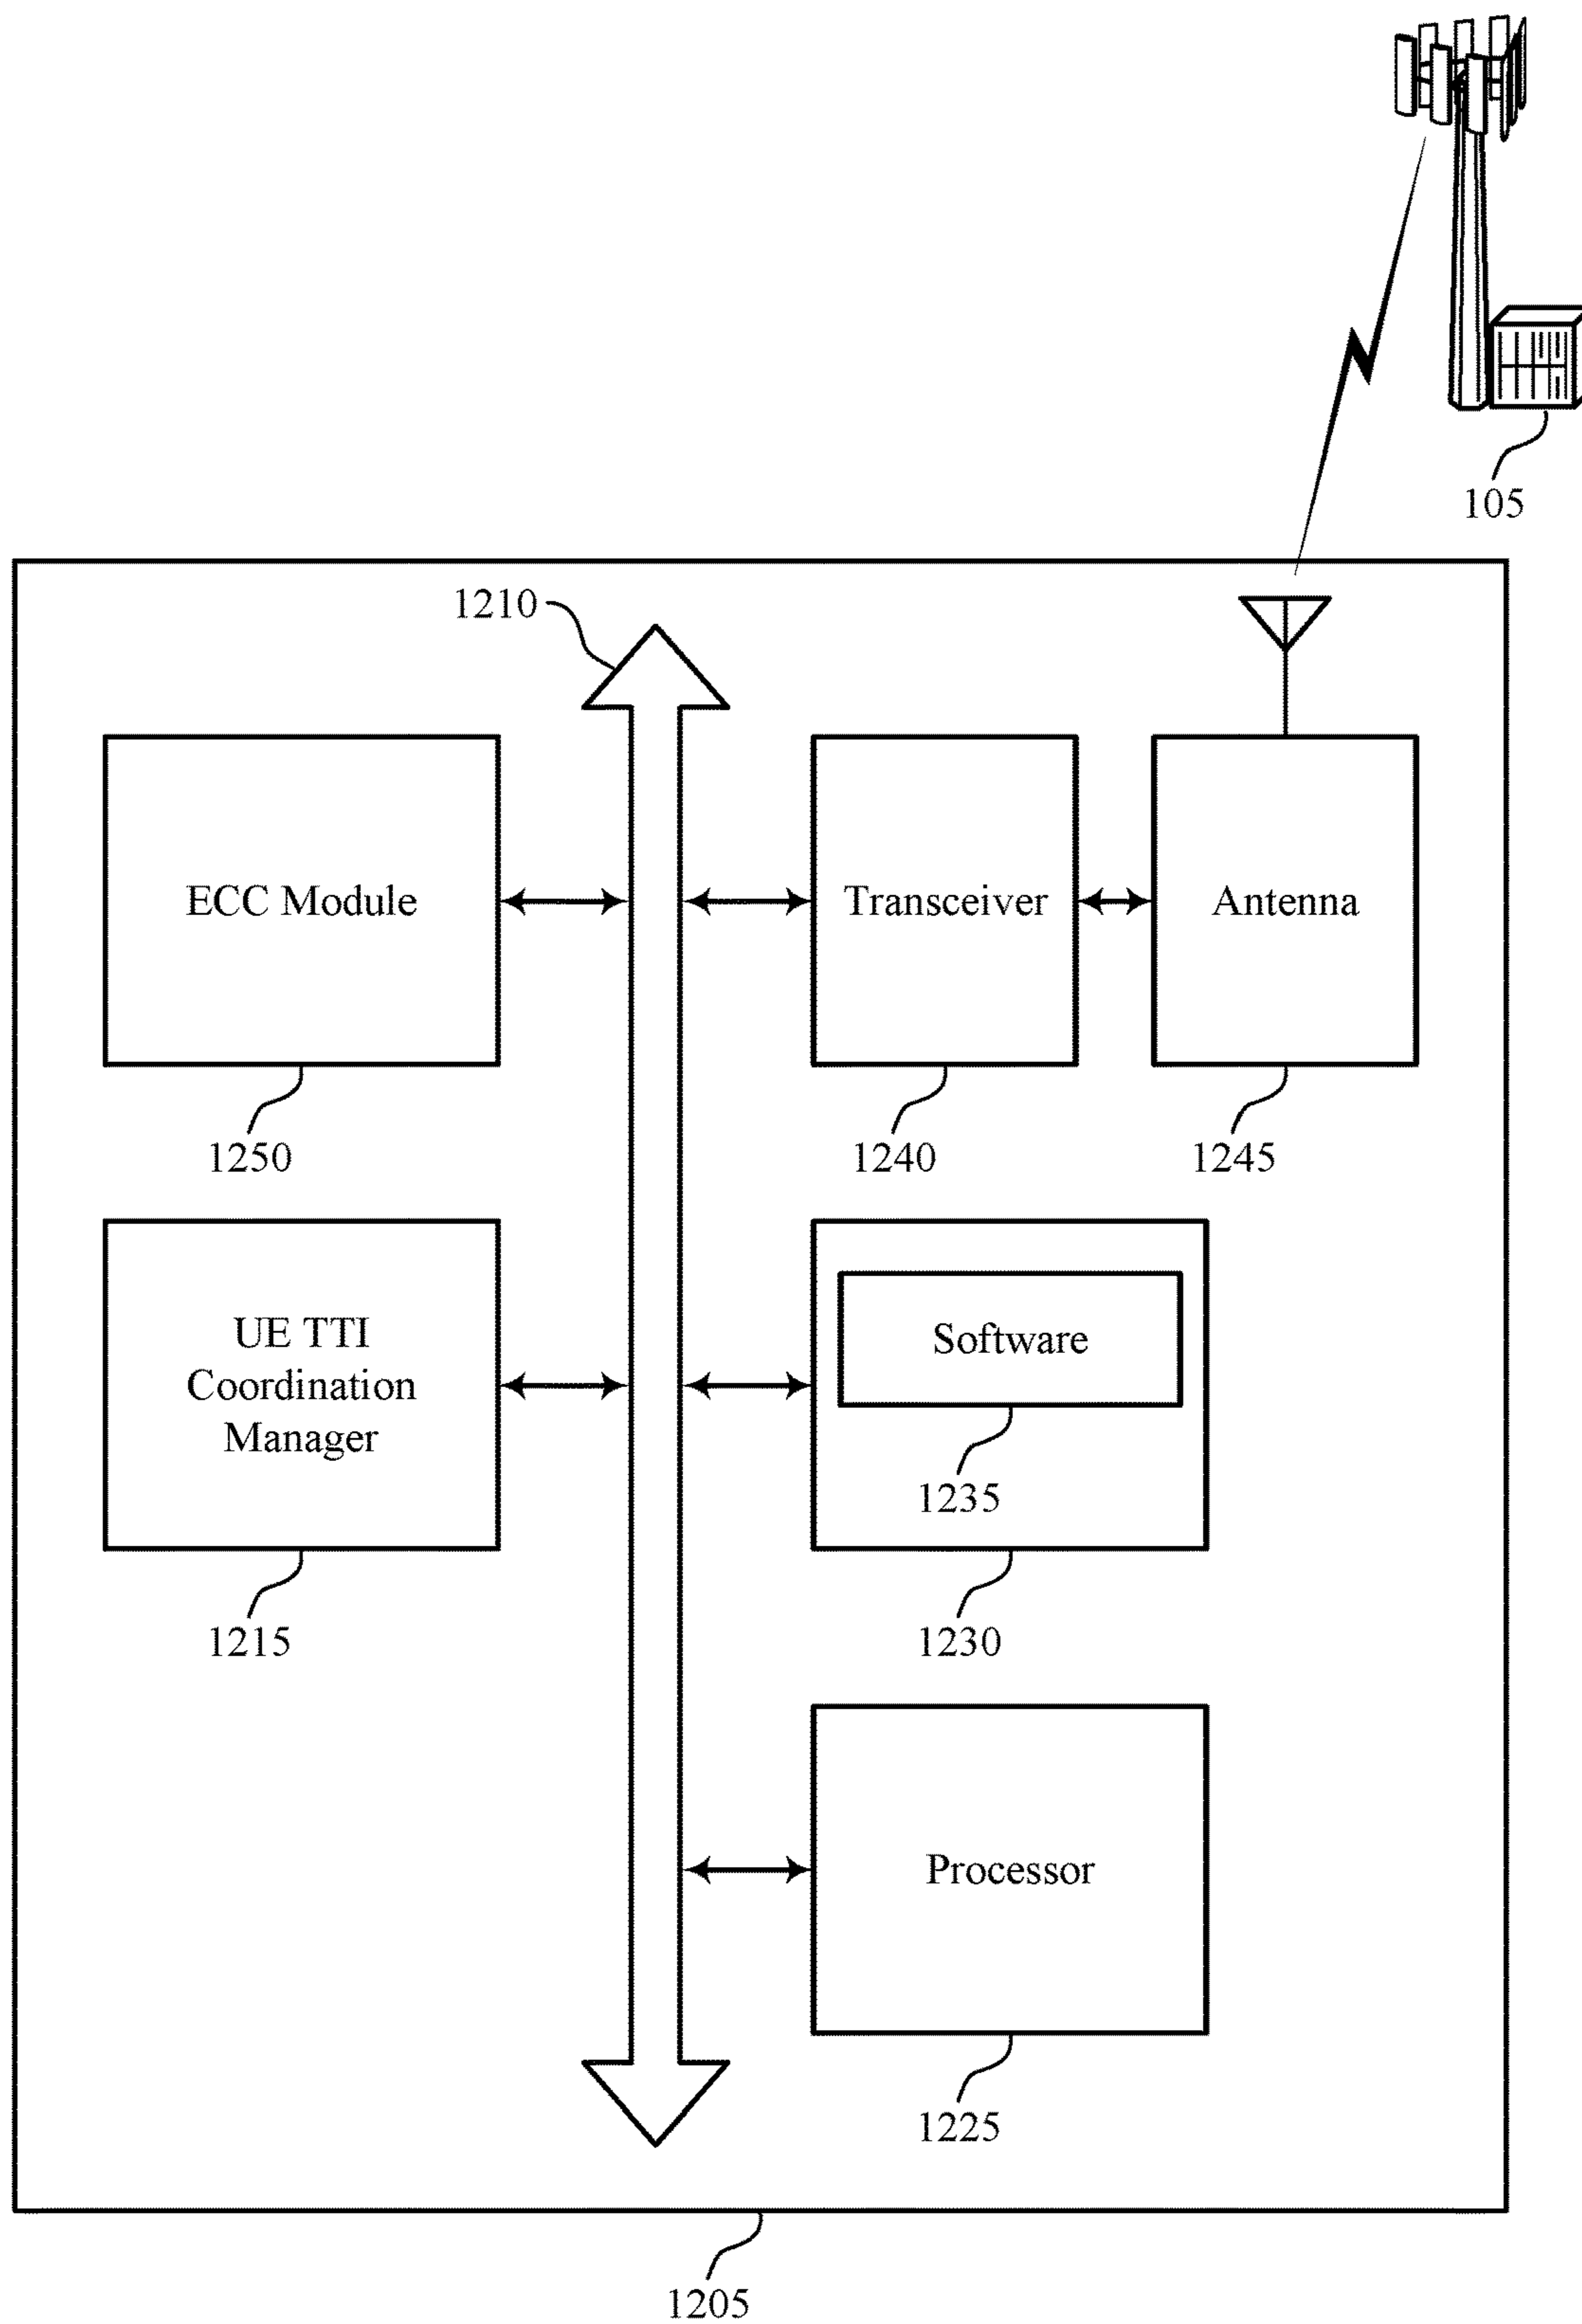 105
1210
ECC Module
Transceiver
Antenna
1250
1240
1245
UE TTI
Coordination
Manager
Software
1235
1215
1230
Processor
1225
1205